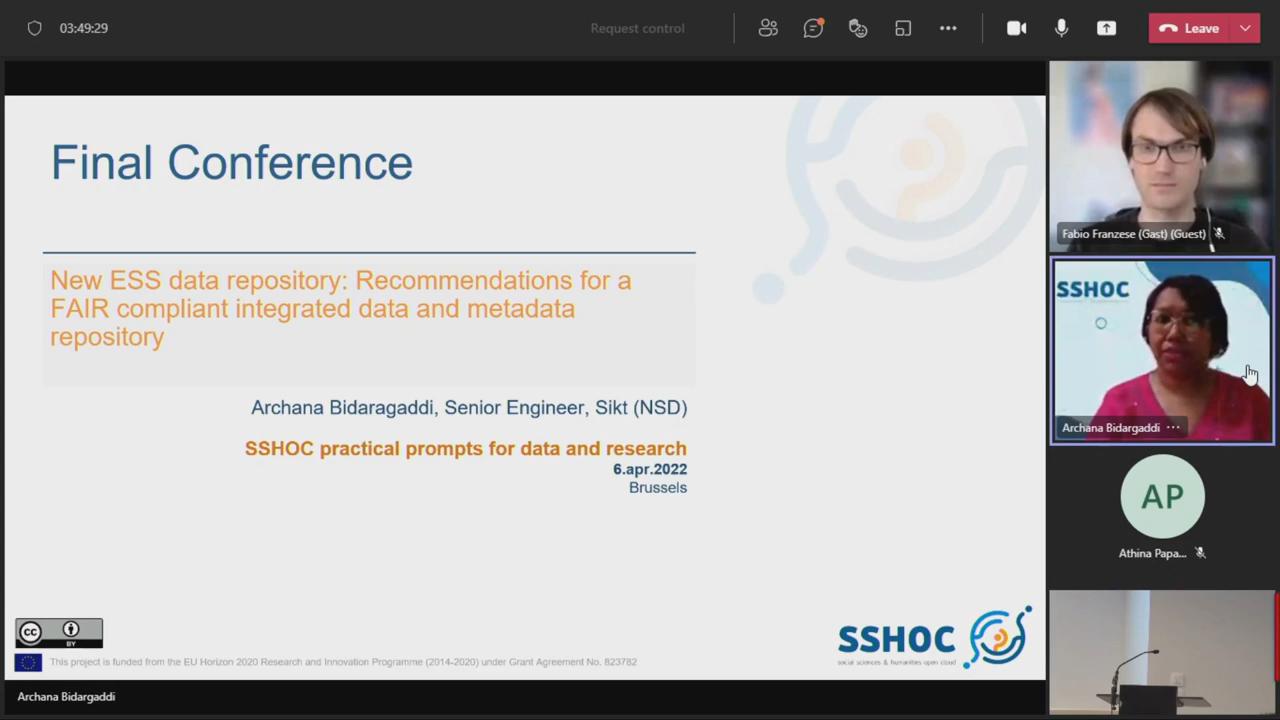 03:49:29
Request control
Leave
Final Conference
New ESS data repository: Recommendations for a
FAIR compliant integrated data and metadata
repository
Archana Bidaragaddi, Senior Engineer, Sikt (NSD)
SSHOC practical prompts for data and research
6.apr.2022
Brussels
cc
BY
This project is funded from the EU Horizon 2020 Research and Innovation Programme (2014-2020) under Grant Agreement No. 823782
SSHOC
social sciences & humanities open cloud
Archana Bidargaddi
Fabio Franzese (Gast) (Guest)
SSHOC
Archana Bidargaddi
AP
Athina Papa...